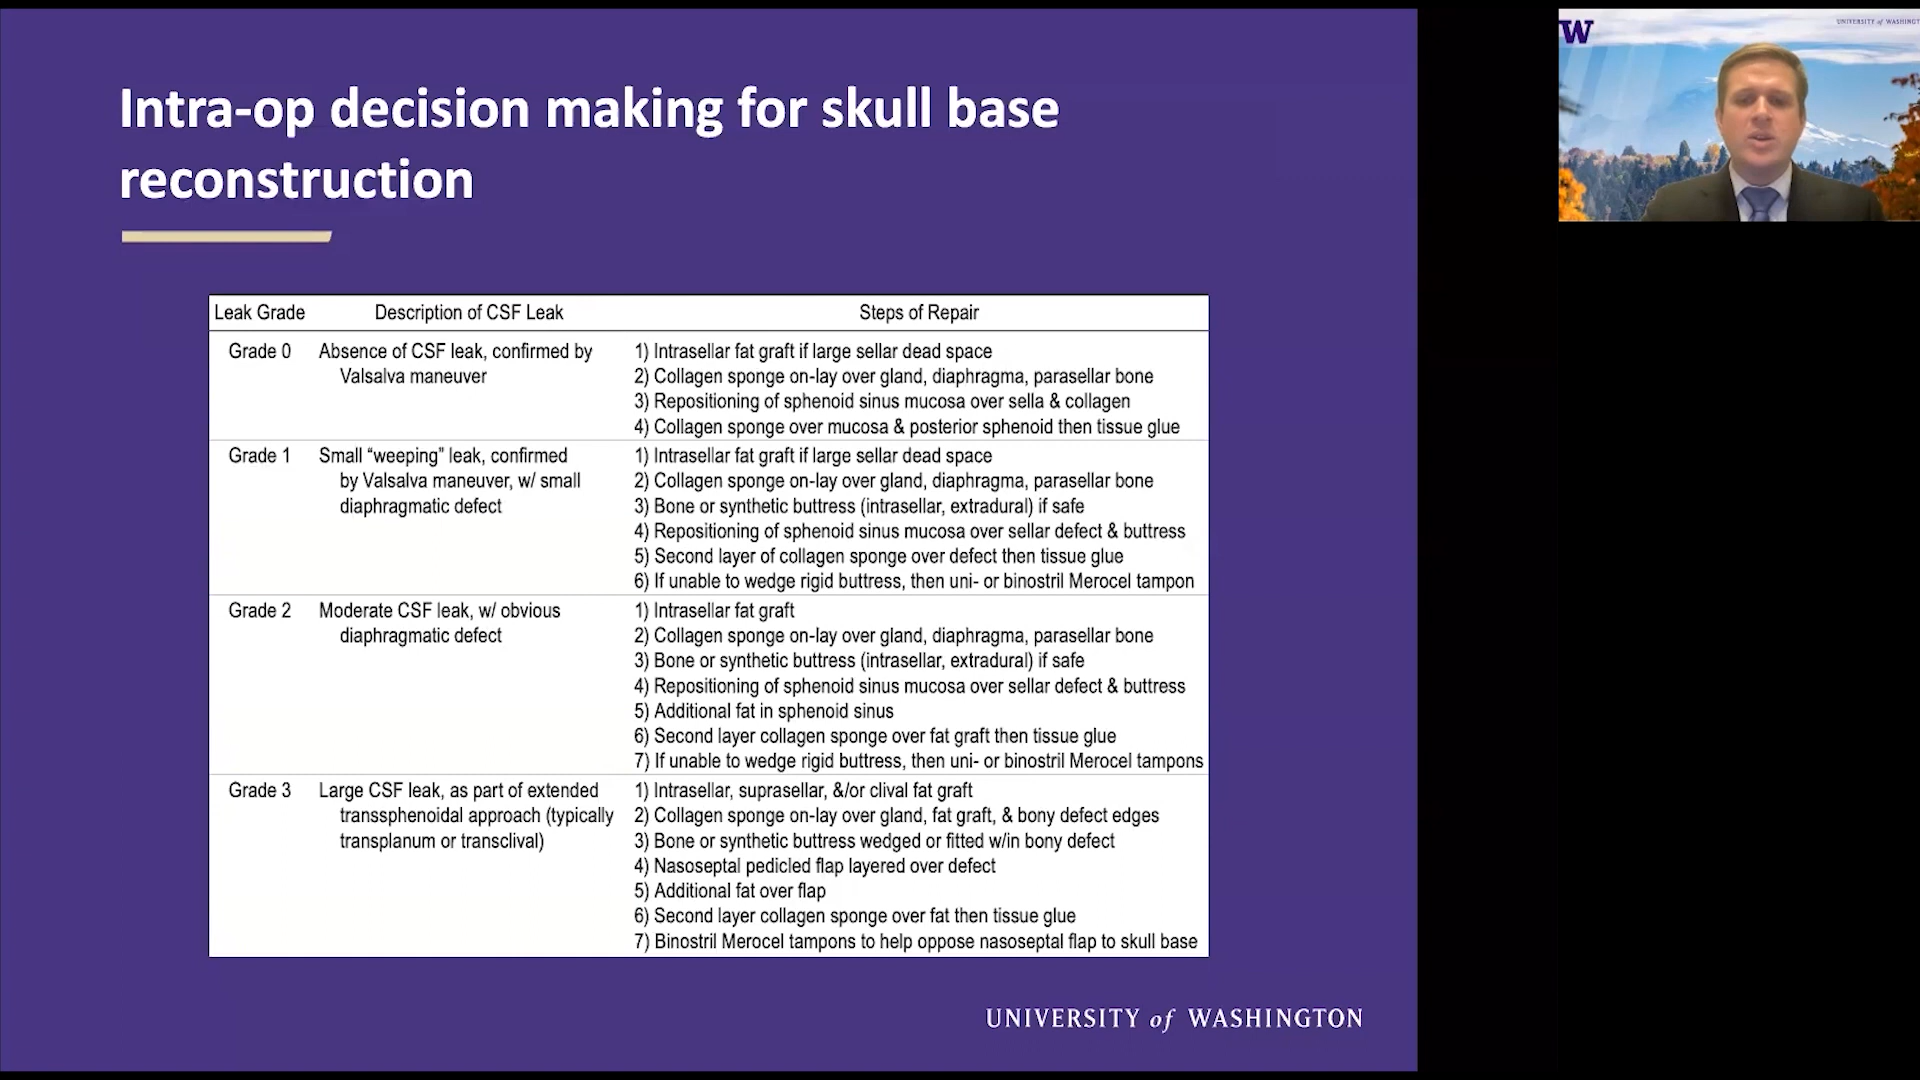 Intra-op decision making for skull base
reconstruction
Leak Grade Description of CSF Leak Steps of Repair
Grade 0 Absence of CSF leak, confirmed by
Valsalva maneuver
1) Intrasellar fat graft if large sellar dead space
2) Collagen sponge on-lay over gland, diaphragma, parasellar bone
3) Repositioning of sphenoid sinus mucosa over sella & collagen
4) Collagen sponge over mucosa & posterior sphenoid then tissue glue
Grade 1 Small “weeping” leak, confirmed
by Valsalva maneuver, w/ small
diaphragmatic defect
1) Intrasellar fat graft if large sellar dead space
2) Collagen sponge on-lay over gland, diaphragma, parasellar bone
3) Bone or synthetic buttress (intrasellar, extradural) if safe
4) Repositioning of sphenoid sinus mucosa over sellar defect & buttress
5) Second layer of collagen sponge over defect then tissue glue
6) If unable to wedge rigid buttress, then uni- or binostril Merocel tampon
Grade 2 Moderate CSF leak, w/ obvious
diaphragmatic defect
1) Intrasellar fat graft
2) Collagen sponge on-lay over gland, diaphragma, parasellar bone
3) Bone or synthetic buttress (intrasellar, extradural) if safe
4) Repositioning of sphenoid sinus mucosa over sellar defect & buttress
5) Additional fat in sphenoid sinus
6) Second layer collagen sponge over fat graft then tissue glue
7) If unable to wedge rigid buttress, then uni- or binostril Merocel tampons
Grade 3 Large CSF leak, as part of extended
transsphenoidal approach (typically
transplanum or transclival)
1) Intrasellar, suprasellar, &/or clival fat graft
2) Collagen sponge on-lay over gland, fat graft, & bony defect edges
3) Bone or synthetic buttress wedged or fitted w/in bony defect
4) Nasoseptal pedicled flap layered over defect
5) Additional fat over flap
6) Second layer collagen sponge over fat then tissue glue
7) Binostril Merocel tampons to help oppose nasoseptal flap to skull base
UNIVERSITY of WASHINGTON
W
UNIVERSITY of WASHINGT